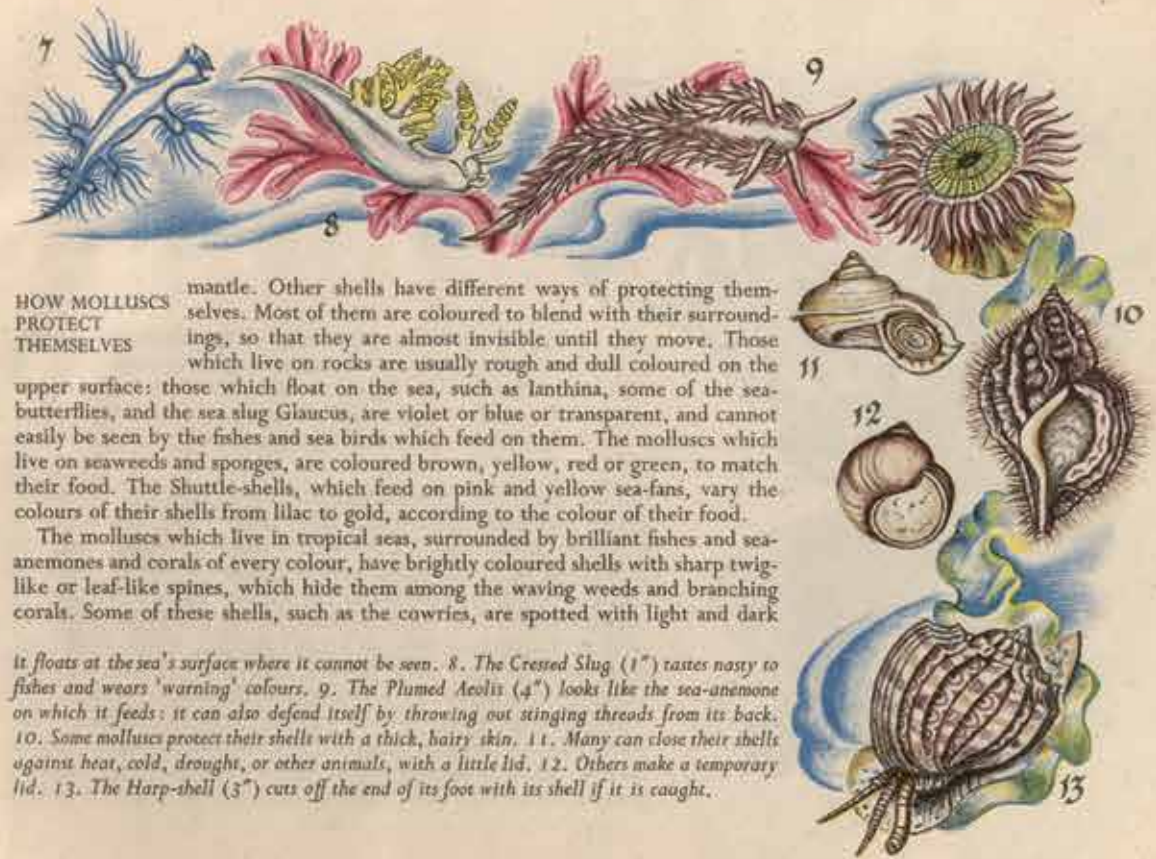 7
8
9
10
11
12
13
HOW MOLLUSCS
PROTECT
THEMSELVES
mantle. Other shells have different ways of protecting them-
selves. Most of them are coloured to blend with their surround-
ings, so that they are almost invisible until they move. Those
which live on rocks are usually rough and dull coloured on the
upper surface: those which float on the sea, such as Ianthina, some of the sea-
butterflies, and the sea slug Glaucus, are violet or blue or transparent, and cannot
easily be seen by the fishes and sea birds which feed on them. The molluscs which
live on seaweeds and sponges, are coloured brown, yellow, red or green, to match
their food. The Shuttle-shells, which feed on pink and yellow sea-fans, vary the
colours of their shells from lilac to gold, according to the colour of their food.
The molluscs which live in tropical seas, surrounded by brilliant fishes and sea-
anemones and corals of every colour, have brightly coloured shells with sharp twig-
like or leaf-like spines, which hide them among the waving weeds and branching
corals. Some of these shells, such as the cowries, are spotted with light and dark
it floats at the sea's surface where it cannot be seen. 8. The Cressed Slug (1") tastes nasty to
fishes and wears 'warning' colours. 9. The Plumed Aeolis (4") looks like the sea-anemone
on which it feeds: it can also defend itself by throwing out stinging threads from its back.
10. Some molluscs protect their shells with a thick, hairy skin. 11. Many can close their shells
against heat, cold, drought, or other animals, with a little lid. 12. Others make a temporary
lid. 13. The Harp-shell (3") cuts off the end of its foot with its shell if it is caught.